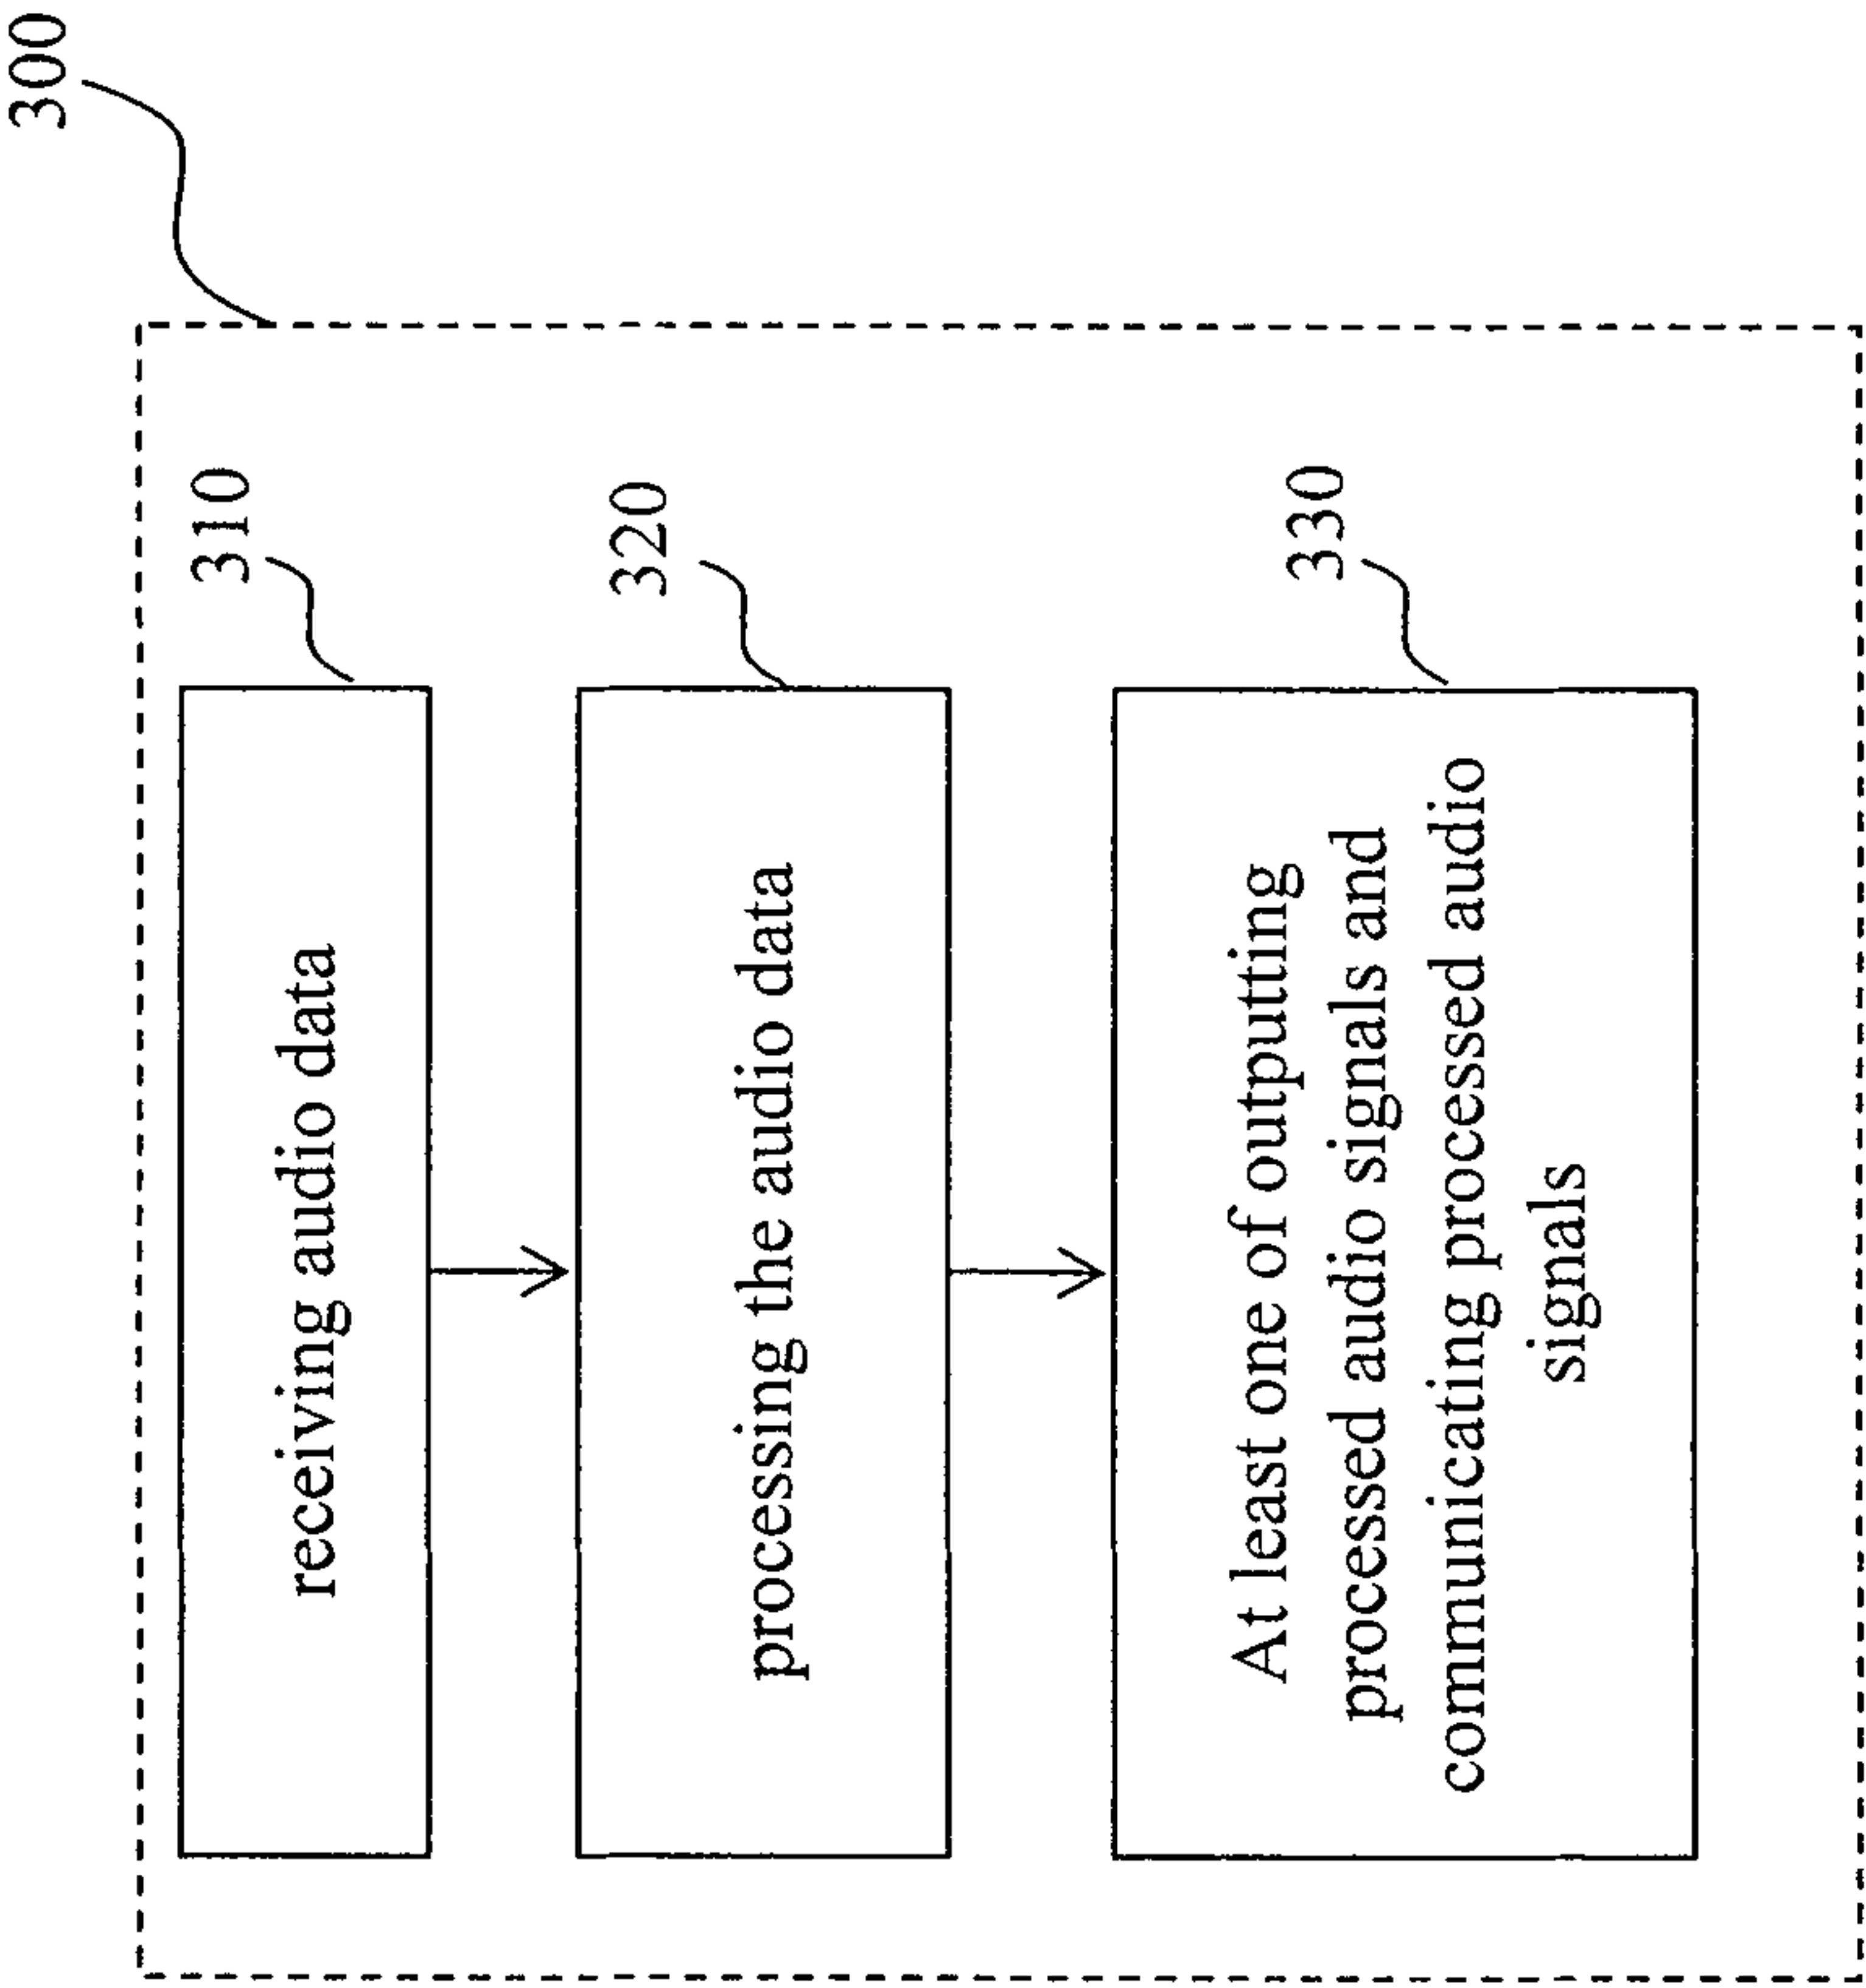 300
310
receiving audio data
320
processing the audio data
330
At least one of outputting
processed audio signals and
communicating processed audio
signals